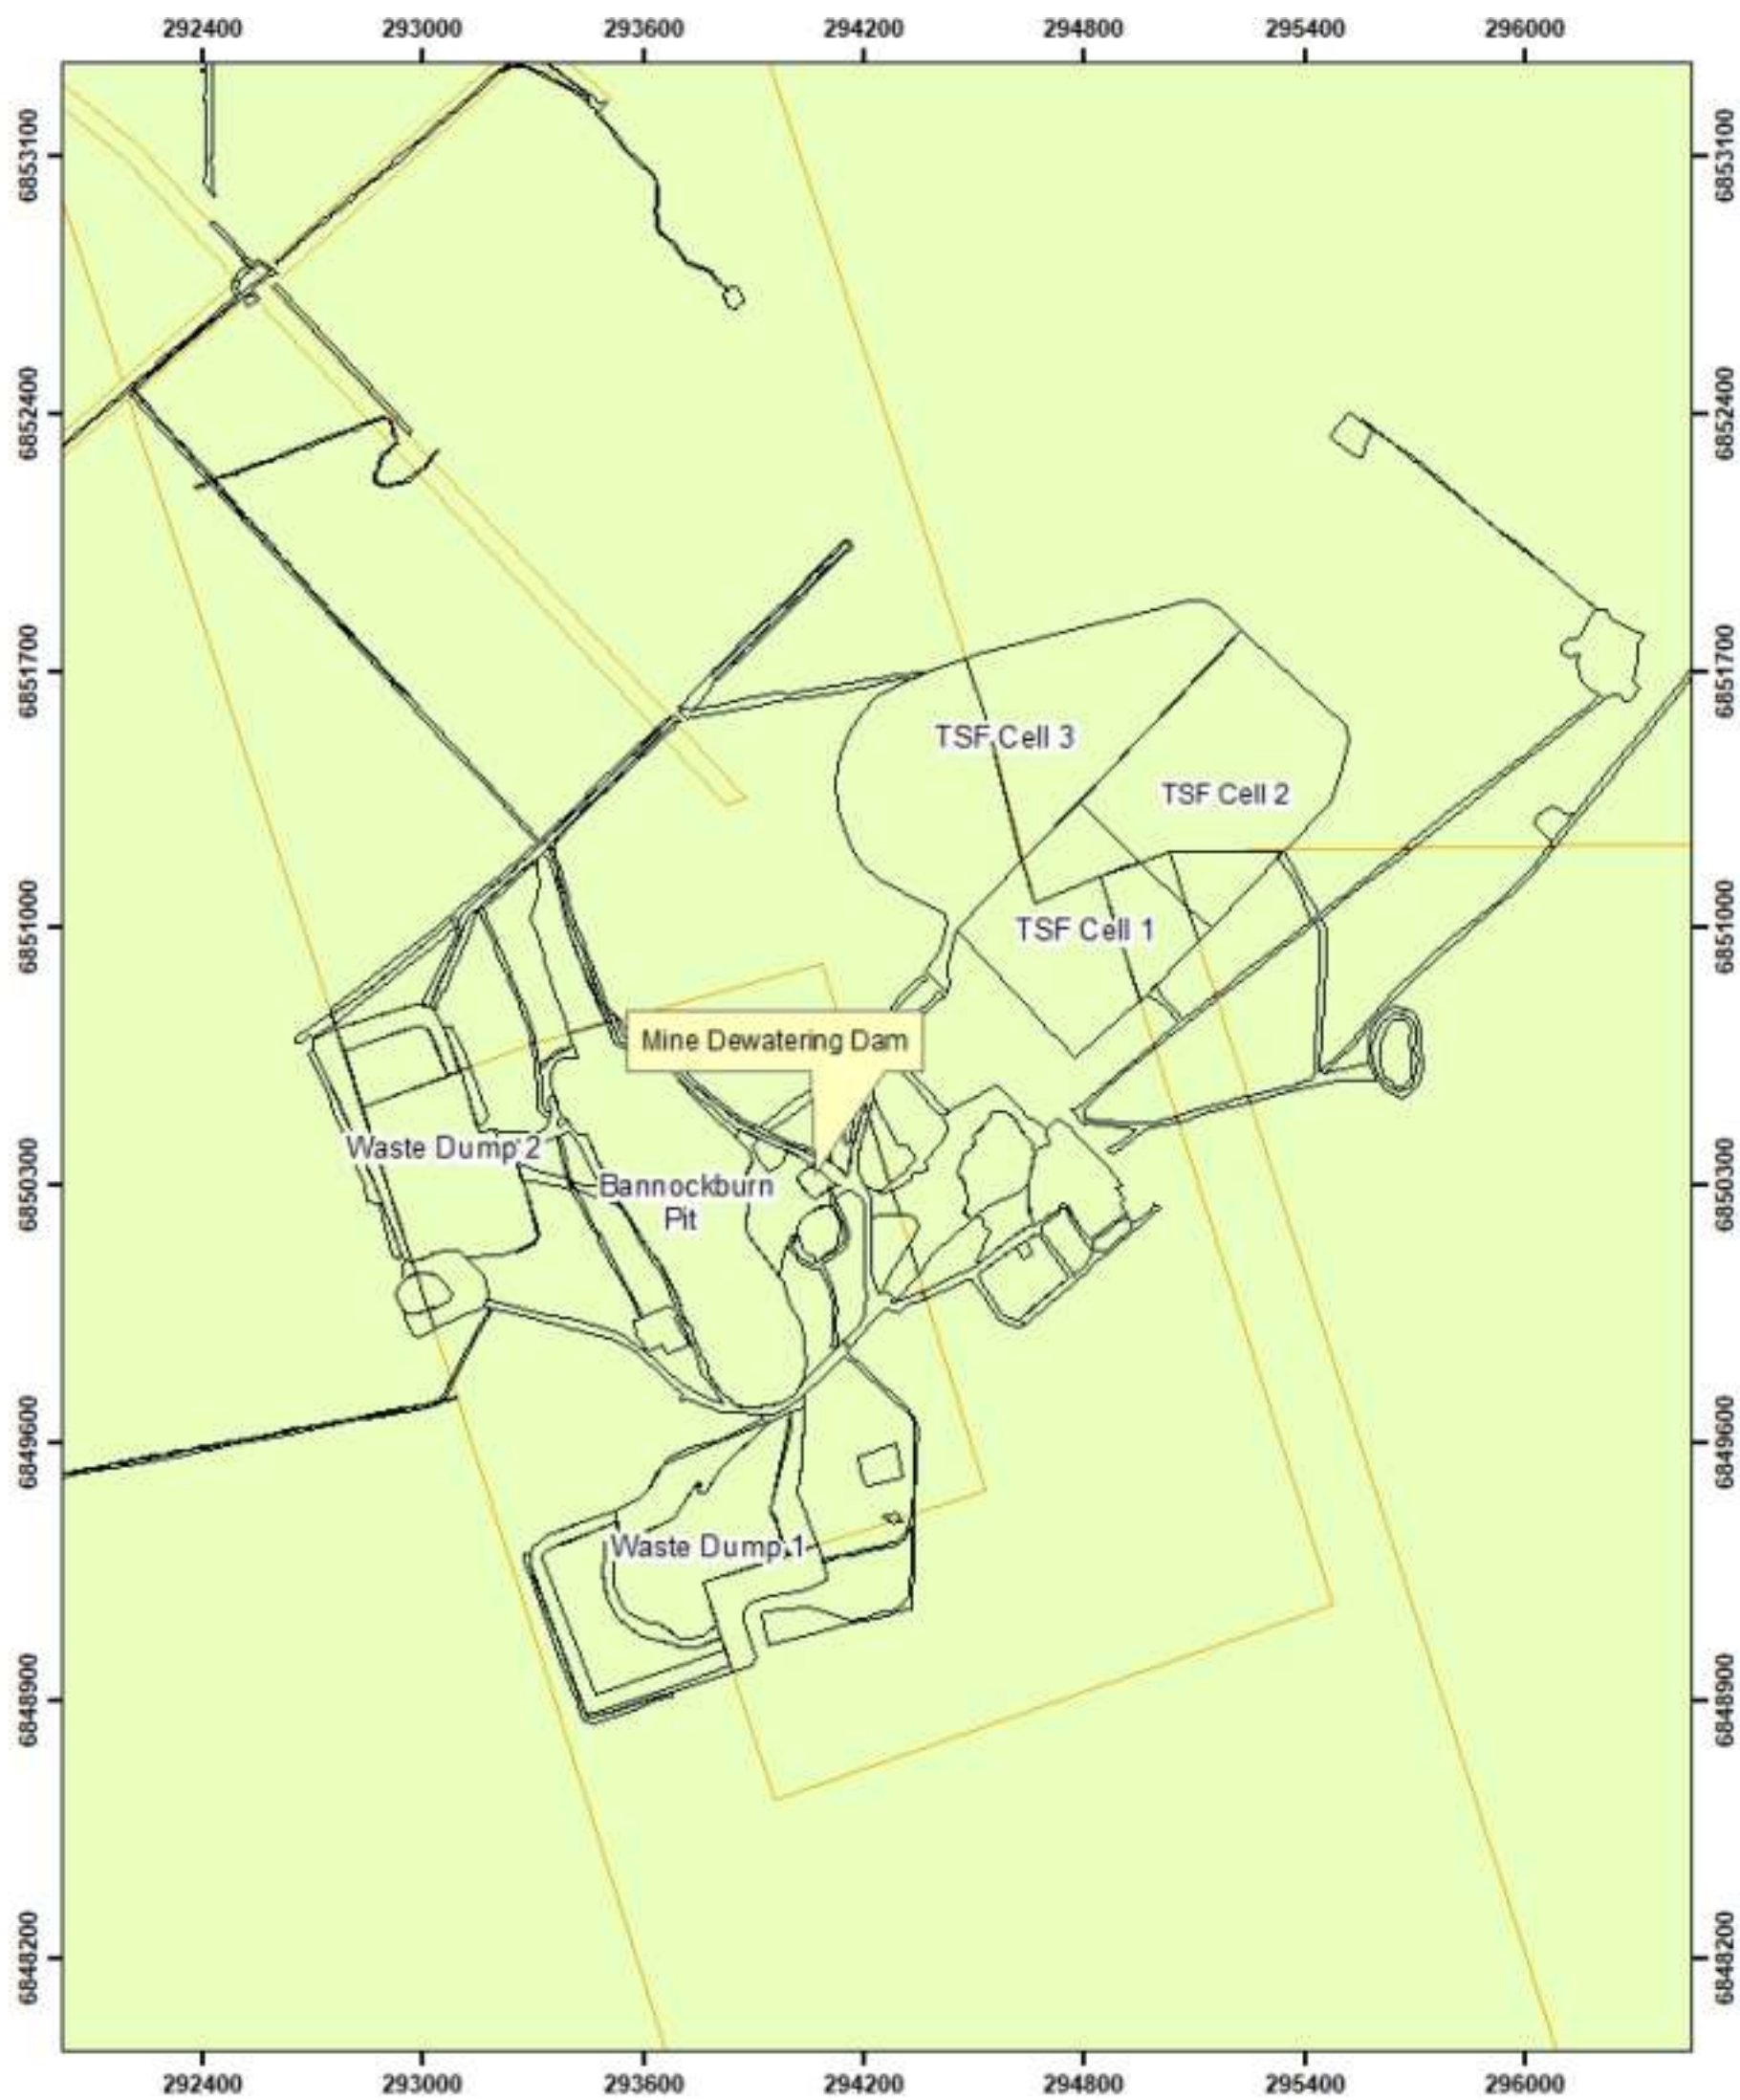 292400 293000 293600 294200 294800 295400 296000
6853100 6853100
6852400 6852400
6851700 6851700
TSF Cell 3
TSF Cell 2
6851000 6851000
TSF Cell 1
Mine Dewatering Dam
Waste Dump 2
6850300 6850300
Bannockburn
Pit
6849600 6849600
Waste Dump 1
6848900 6848900
6848200 6848200
292400 293000 293600 294200 294800 295400 296000